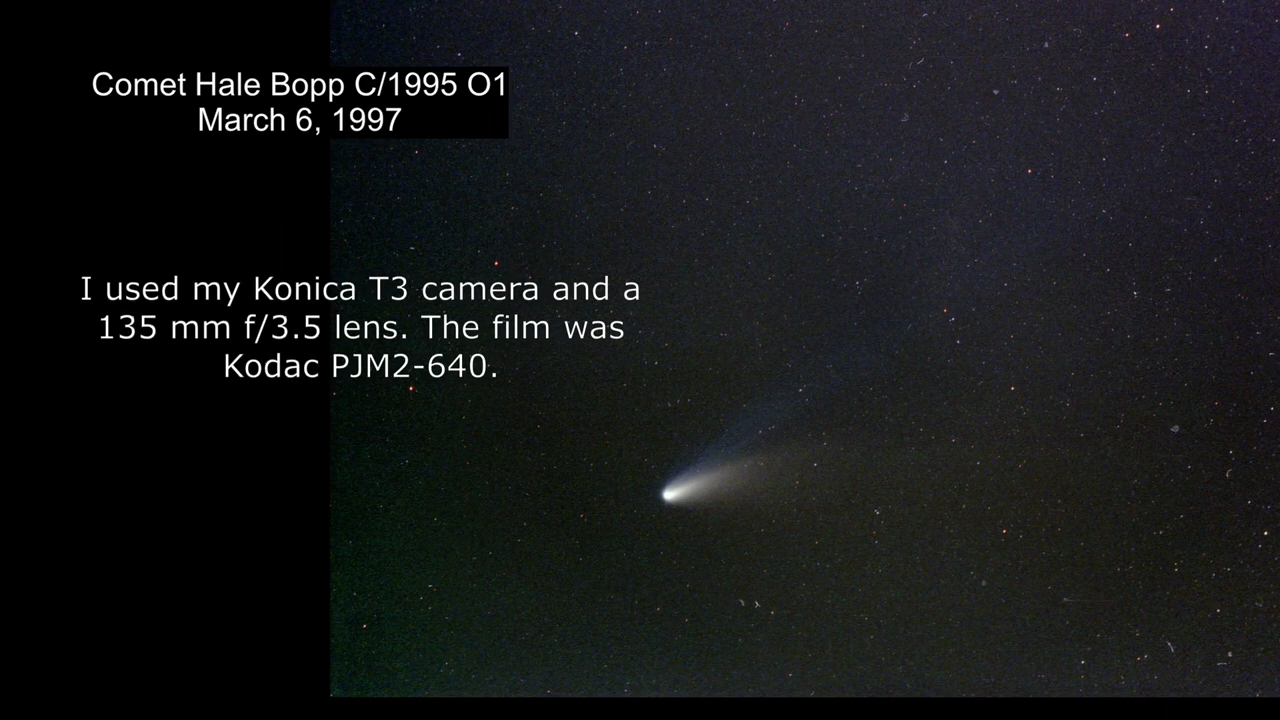 Comet Hale Bopp C/1995 O1
March 6, 1997
I used my Konica T3 camera and a
135 mm f/3.5 lens. The film was
Kodac PJM2-640.